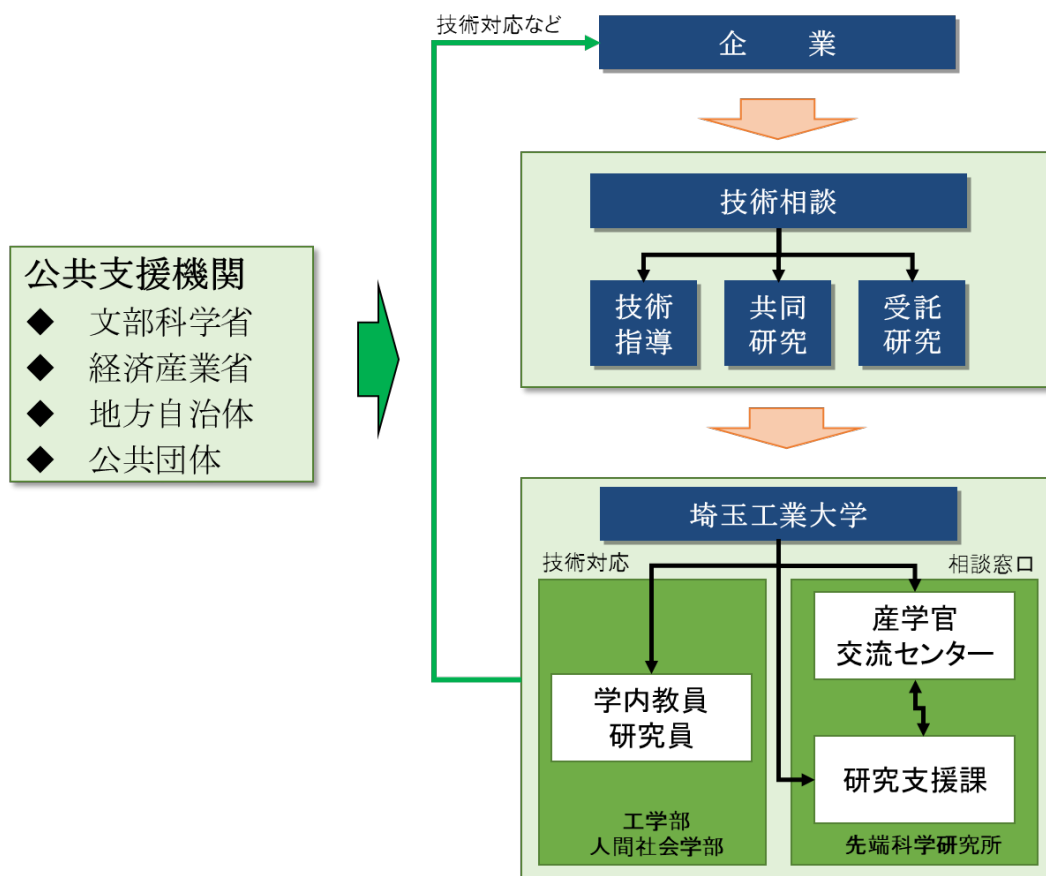 技術対応など
企　　業
技術相談
技術
指導
共同
研究
受託
研究
公共支援機関
◆ 文部科学省
◆ 経済産業省
◆ 地方自治体
◆ 公共団体
埼玉工業大学
技術対応
相談窓口
学内教員
研究員
工学部
人間社会学部
産学官
交流センター
研究支援課
先端科学研究所